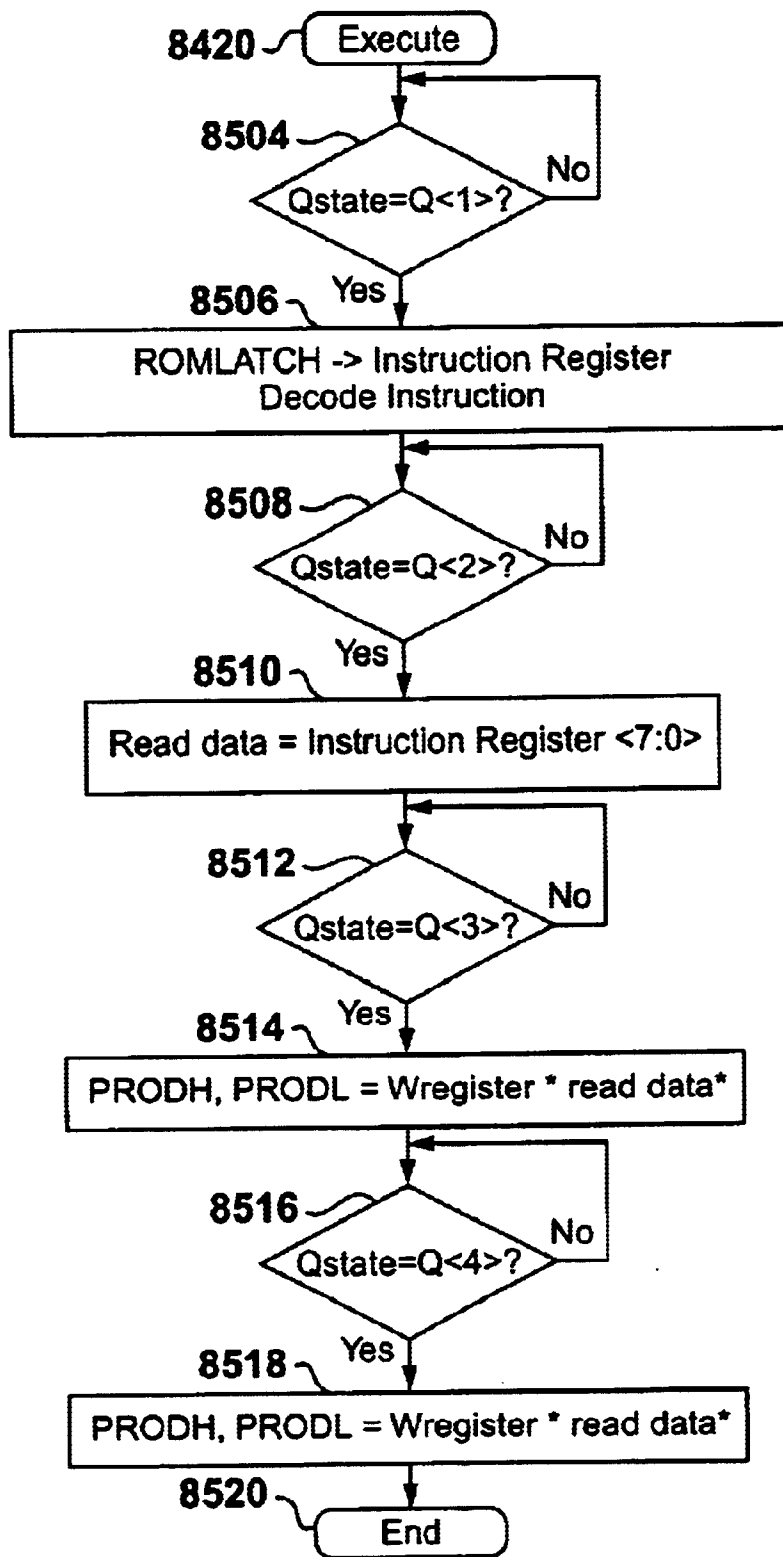 8420
Execute
8504
No
Qstate=Q<1>?
Yes
8506
ROMLATCH -> Instruction Register
Decode Instruction
8508
No
Qstate=Q<2>?
Yes
8510
Read data = Instruction Register <7:0>
8512
No
Qstate=Q<3>?
Yes
8514
PRODH, PRODL = Wregister * read data*
8516
No
Qstate=Q<4>?
Yes
8518
PRODH, PRODL = Wregister * read data*
8520
End